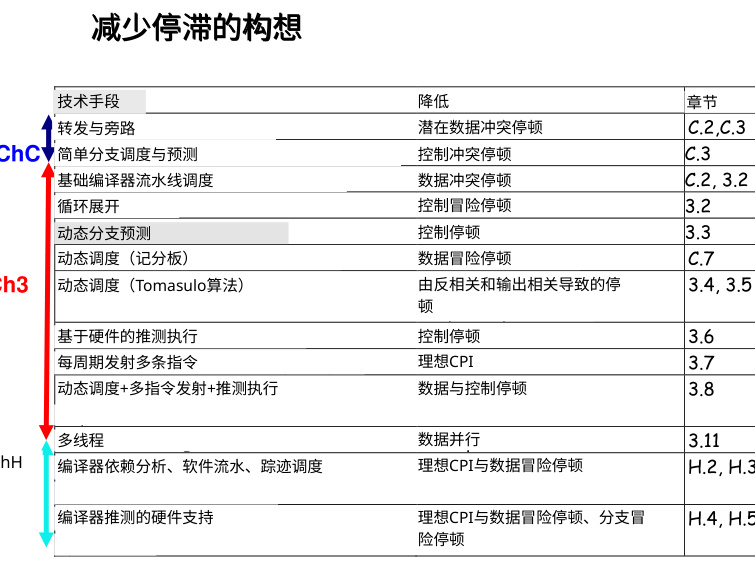 减少停滞的构想
技术手段 降低 章节
转发与旁路 潜在数据冲突停顿 C.2,C.3
ChC
简单分支调度与预测 控制冲突停顿 C.3
基础编译器流水线调度 数据冲突停顿 C.2, 3.2
循环展开 控制冒险停顿 3.2
动态分支预测 控制停顿 3.3
动态调度（记分板） 数据冒险停顿 C.7
Ch3
动态调度（Tomasulo算法） 由反相关和输出相关导致的停 3.4, 3.5
顿
基于硬件的推测执行 控制停顿 3.6
每周期发射多条指令 理想CPI 3.7
动态调度+多指令发射+推测执行 数据与控制停顿 3.8
多线程 数据并行 3.11
hH
编译器依赖分析、软件流水、踪迹调度 理想CPI与数据冒险停顿 H.2, H.3
编译器推测的硬件支持 理想CPI与数据冒险停顿、分支冒 H.4, H.5
险停顿